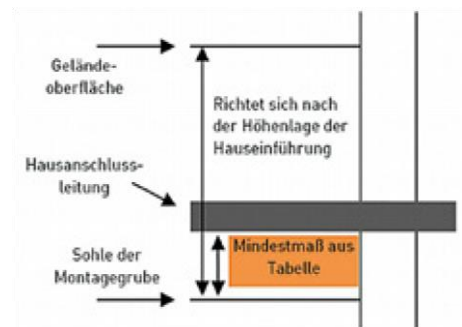 Gelände-
oberfläche
Richtet sich nach
der Höhenlage der
Hauseinführung
Hausanschluss-
leitung
Sohle der
Montagegrube
Mindestmaß aus
Tabelle